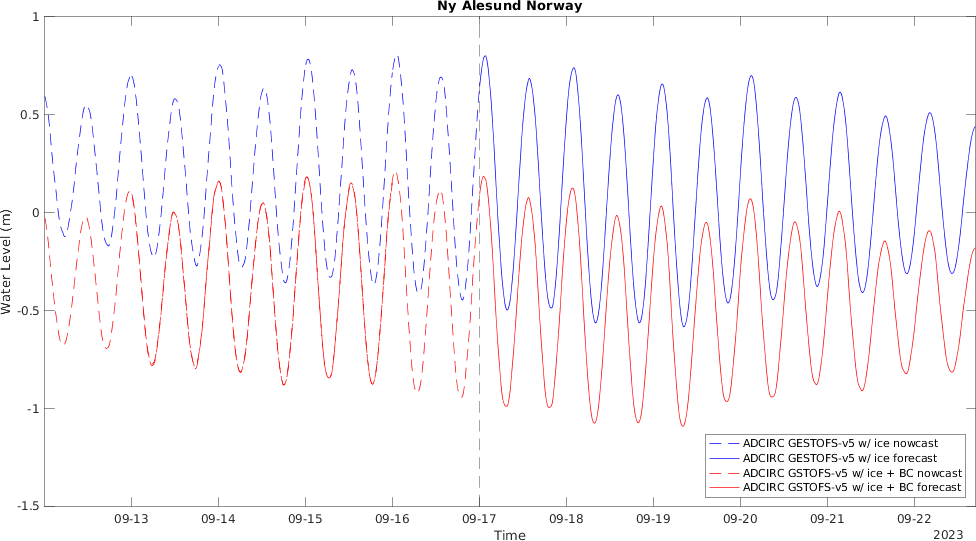 Ny Alesund Norway
1
0.5
0
-0.5
-1
-1.5
Water Level (m)
ADCIRC GESTOFS-v5 w/ ice nowcast
ADCIRC GESTOFS-v5 w/ ice forecast
ADCIRC GSTOFS-v5 w/ ice + BC nowcast
ADCIRC GSTOFS-v5 w/ ice + BC forecast
09-13 09-14 09-15 09-16 09-17 09-18 09-19 09-20 09-21 09-22
Time
2023